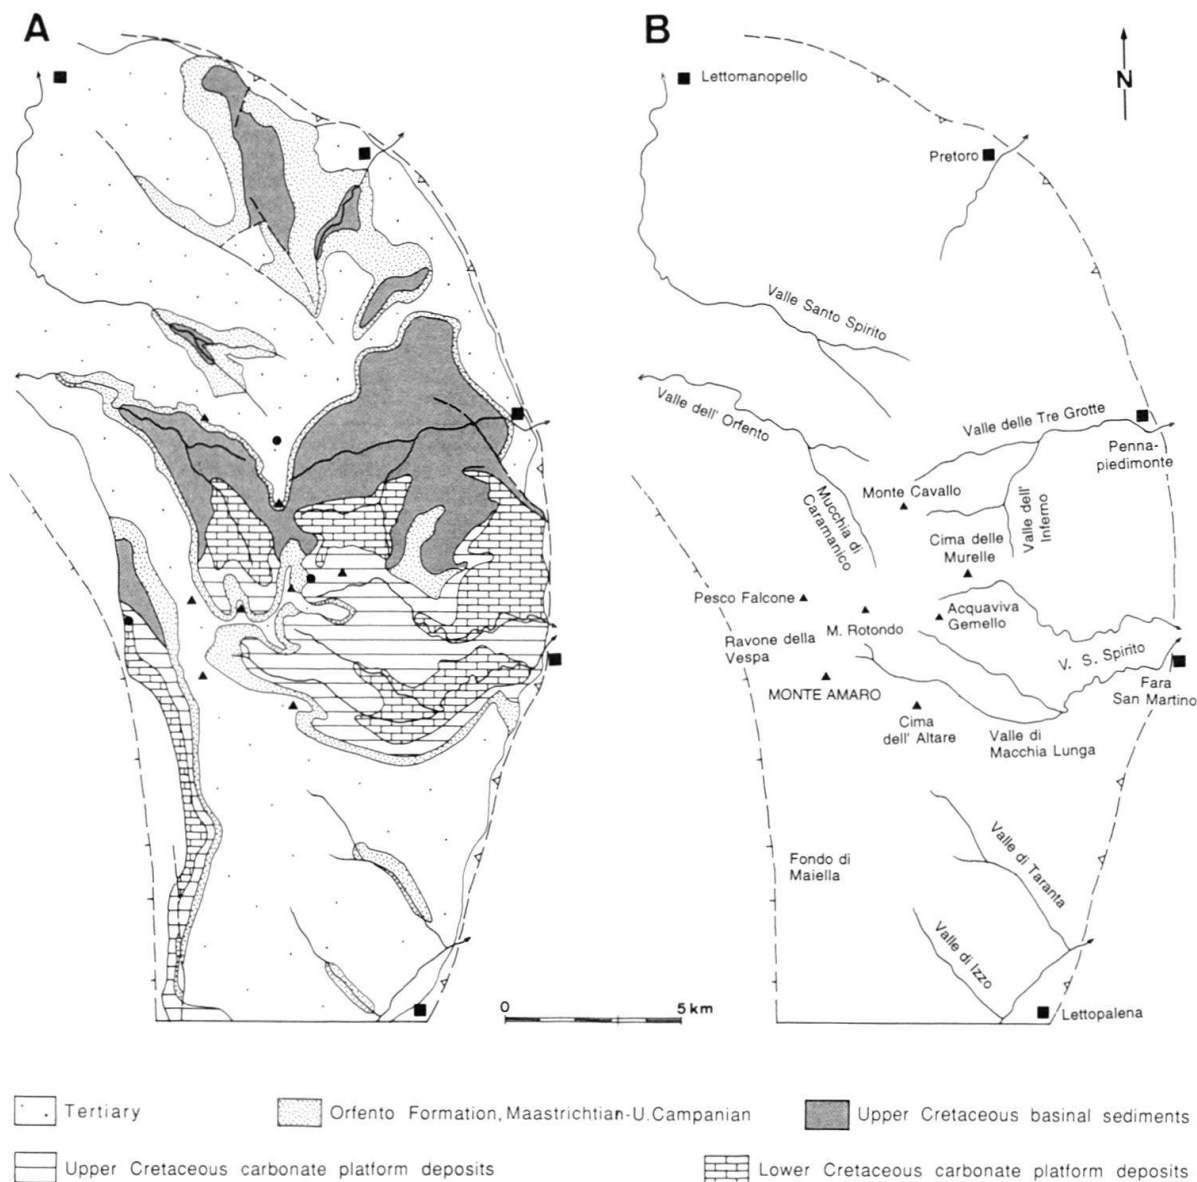 A
B
N
Lettomanopello
Pretoro
Valle Santo Spirito
Valle dell' Orfento
Valle delle Tre Grotte
Penna-
piedimonte
Monte Cavallo
Mucchia di
Caramanico
Valle dell'
Inferno
Cima delle
Murelle
Pesco Falcone
Acquaviva
Gemello
M. Rotondo
Ravone della
Vespa
V. S. Spirito
MONTE AMARO
Fara
San Martino
Cima
dell' Altare
Valle di
Macchia Lunga
Fondo di
Maiella
Valle di Taranta
Valle di Izzo
Lettopalena
0 5 km
Tertiary
Orfento Formation, Maastrichtian-U. Campanian
Upper Cretaceous basinal sediments
Upper Cretaceous carbonate platform deposits
Lower Cretaceous carbonate platform deposits